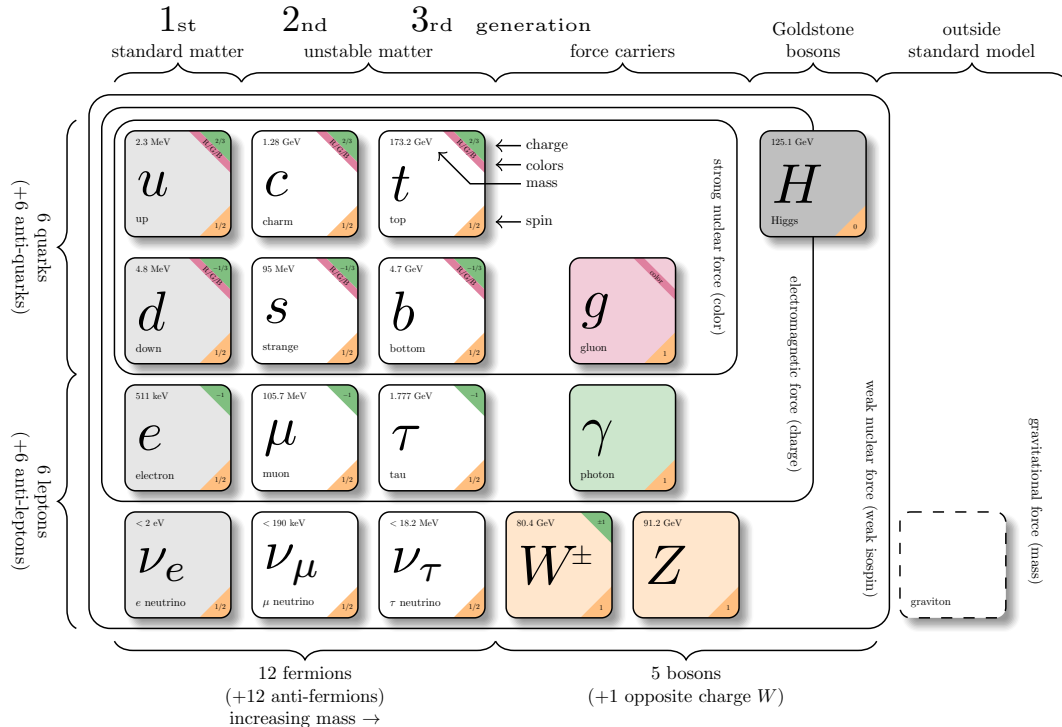 1st
2nd
3rd
generation
standard matter
unstable matter
force carriers
Goldstone
bosons
outside
standard model
6 quarks
(+6 anti-quarks)
6 leptons
(+6 anti-leptons)
2.3 MeV
2/3
R/G/B
u
up
1/2
1.28 GeV
2/3
R/G/B
c
charm
1/2
173.2 GeV
2/3
R/G/B
t
top
1/2
charge
colors
mass
spin
125.1 GeV
H
Higgs
0
4.8 MeV
−1/3
R/G/B
d
down
1/2
95 MeV
−1/3
R/G/B
s
strange
1/2
4.7 GeV
−1/3
R/G/B
b
bottom
1/2
color
g
gluon
1
strong nuclear force (color)
511 keV
−1
e
electron
1/2
105.7 MeV
−1
μ
muon
1/2
1.777 GeV
−1
τ
tau
1/2
γ
photon
1
electromagnetic force (charge)
< 2 eV
νe
e neutrino
1/2
< 190 keV
νμ
μ neutrino
1/2
< 18.2 MeV
ντ
τ neutrino
1/2
80.4 GeV
±1
W±
1
91.2 GeV
Z
1
weak nuclear force (weak isospin)
graviton
gravitational force (mass)
12 fermions
(+12 anti-fermions)
increasing mass →
5 bosons
(+1 opposite charge W)